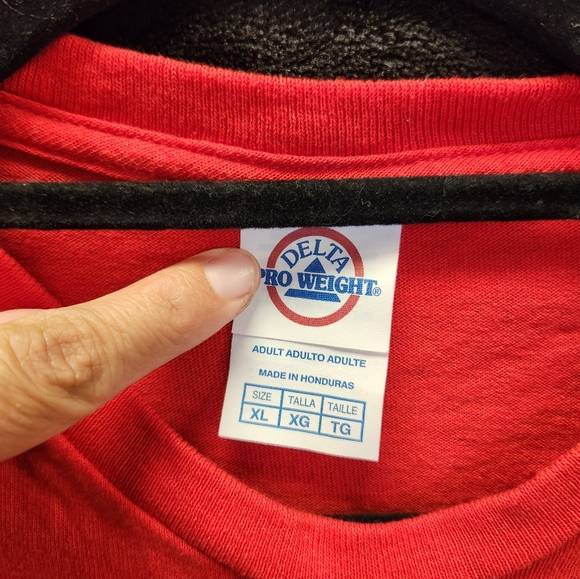 DELTA
PRO WEIGHT®
ADULT ADULTO ADULTE
MADE IN HONDURAS
SIZE TALLA TAILLE
XL XG TG